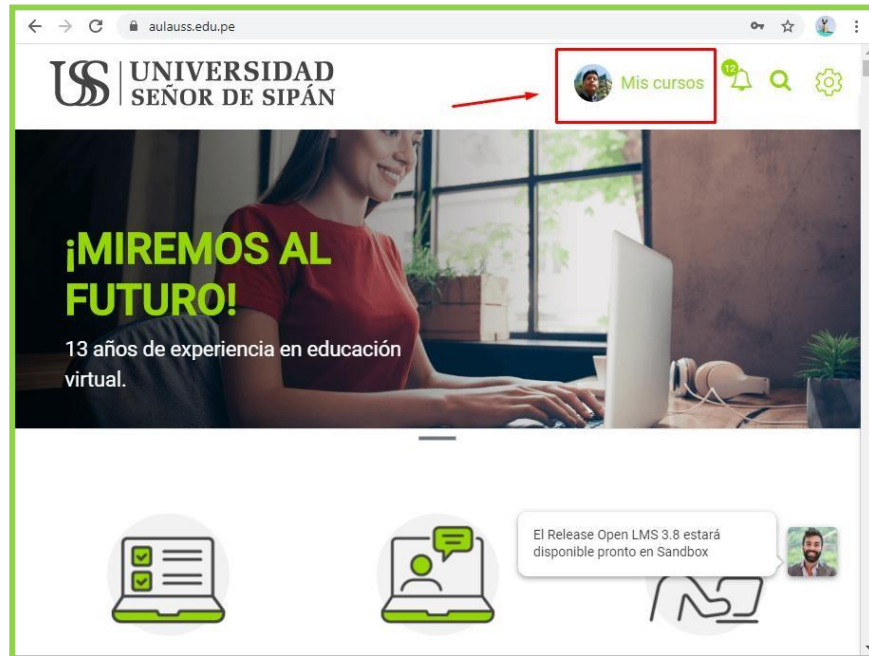 aulauss.edu.pe
USS UNIVERSIDAD
SEÑOR DE SIPÁN
Mis cursos
12
¡MIREMOS AL
FUTURO!
13 años de experiencia en educación
virtual.
El Release Open LMS 3.8 estará
disponible pronto en Sandbox